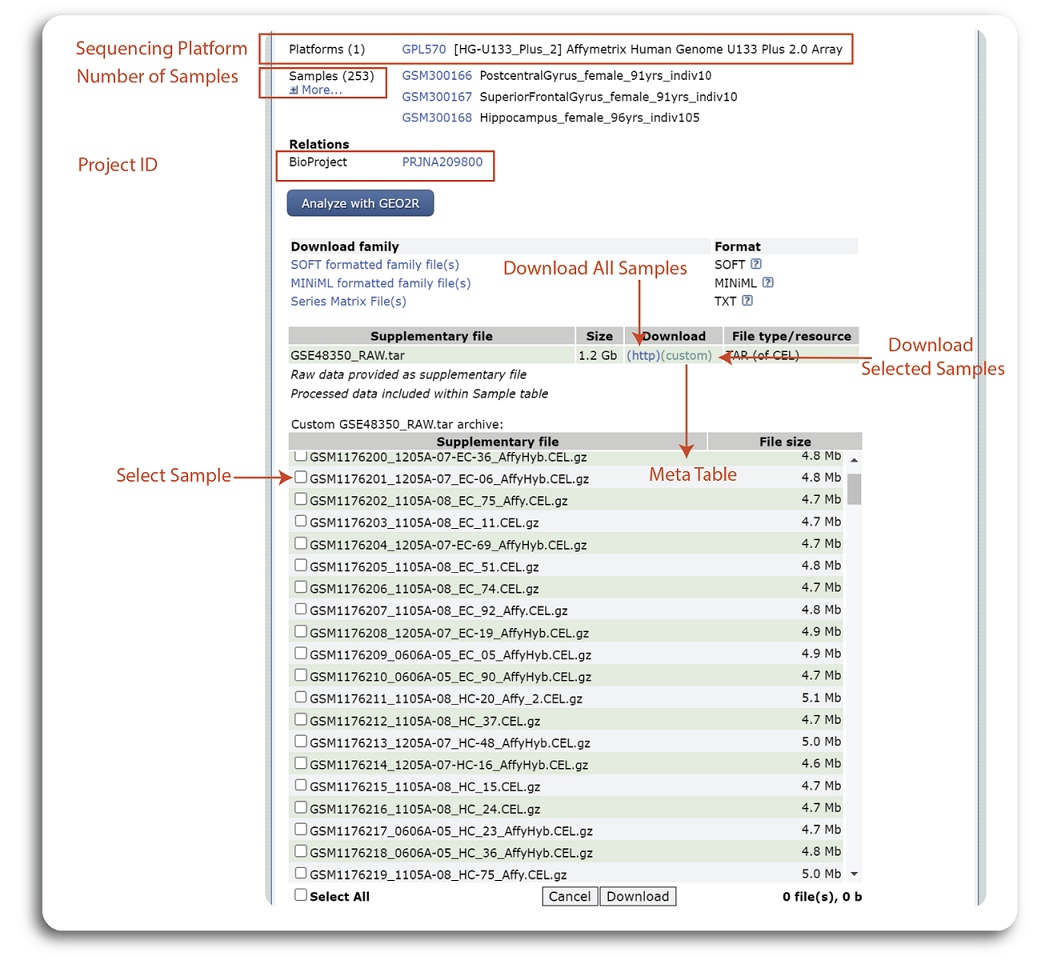 Sequencing Platform
Platforms (1) GPL570 [HG-U133_Plus_2] Affymetrix Human Genome U133 Plus 2.0 Array
Number of Samples
Samples (253) GSM300166 PostcentralGyrus_female_91yrs_indiv10
More...
GSM300167 SuperiorFrontalGyrus_female_91yrs_indiv10
GSM300168 Hippocampus_female_96yrs_indiv105
Relations
Project ID
BioProject PRJNA209800
Analyze with GEO2R
Download family Format
SOFT formatted family file(s) SOFT ?
Download All Samples
MINiML formatted family file(s) MINiML ?
Series Matrix File(s) TXT ?
Supplementary file Size Download File type/resource
GSE48350_RAW.tar 1.2 Gb (http)(custom) TAR (of CEL)
Download
Selected Samples
Raw data provided as supplementary file
Processed data included within Sample table
Custom GSE48350_RAW.tar archive:
Supplementary file File size
GSM1176200_1205A-07-EC-36_AffyHyb.CEL.gz 4.8 Mb
Select Sample
Meta Table
GSM1176201_1205A-07_EC-06_AffyHyb.CEL.gz 4.8 Mb
GSM1176202_1105A-08_EC_75_Affy.CEL.gz 4.7 Mb
GSM1176203_1105A-08_EC_11.CEL.gz 4.7 Mb
GSM1176204_1205A-07-EC-69_AffyHyb.CEL.gz 4.7 Mb
GSM1176205_1105A-08_EC_51.CEL.gz 4.8 Mb
GSM1176206_1105A-08_EC_74.CEL.gz 4.7 Mb
GSM1176207_1105A-08_EC_92_Affy.CEL.gz 4.8 Mb
GSM1176208_1205A-07_EC-19_AffyHyb.CEL.gz 4.9 Mb
GSM1176209_0606A-05_EC_05_AffyHyb.CEL.gz 4.9 Mb
GSM1176210_0606A-05_EC_90_AffyHyb.CEL.gz 4.7 Mb
GSM1176211_1105A-08_HC-20_Affy_2.CEL.gz 5.1 Mb
GSM1176212_1105A-08_HC_37.CEL.gz 4.7 Mb
GSM1176213_1205A-07_HC-48_AffyHyb.CEL.gz 5.0 Mb
GSM1176214_1205A-07-HC-16_AffyHyb.CEL.gz 4.6 Mb
GSM1176215_1105A-08_HC_15.CEL.gz 4.7 Mb
GSM1176216_1105A-08_HC_24.CEL.gz 4.7 Mb
GSM1176217_0606A-05_HC_23_AffyHyb.CEL.gz 4.7 Mb
GSM1176218_0606A-05_HC_36_AffyHyb.CEL.gz 4.8 Mb
GSM1176219_1105A-08_HC-75_Affy.CEL.gz 5.0 Mb
Select All Cancel Download 0 file(s), 0 b